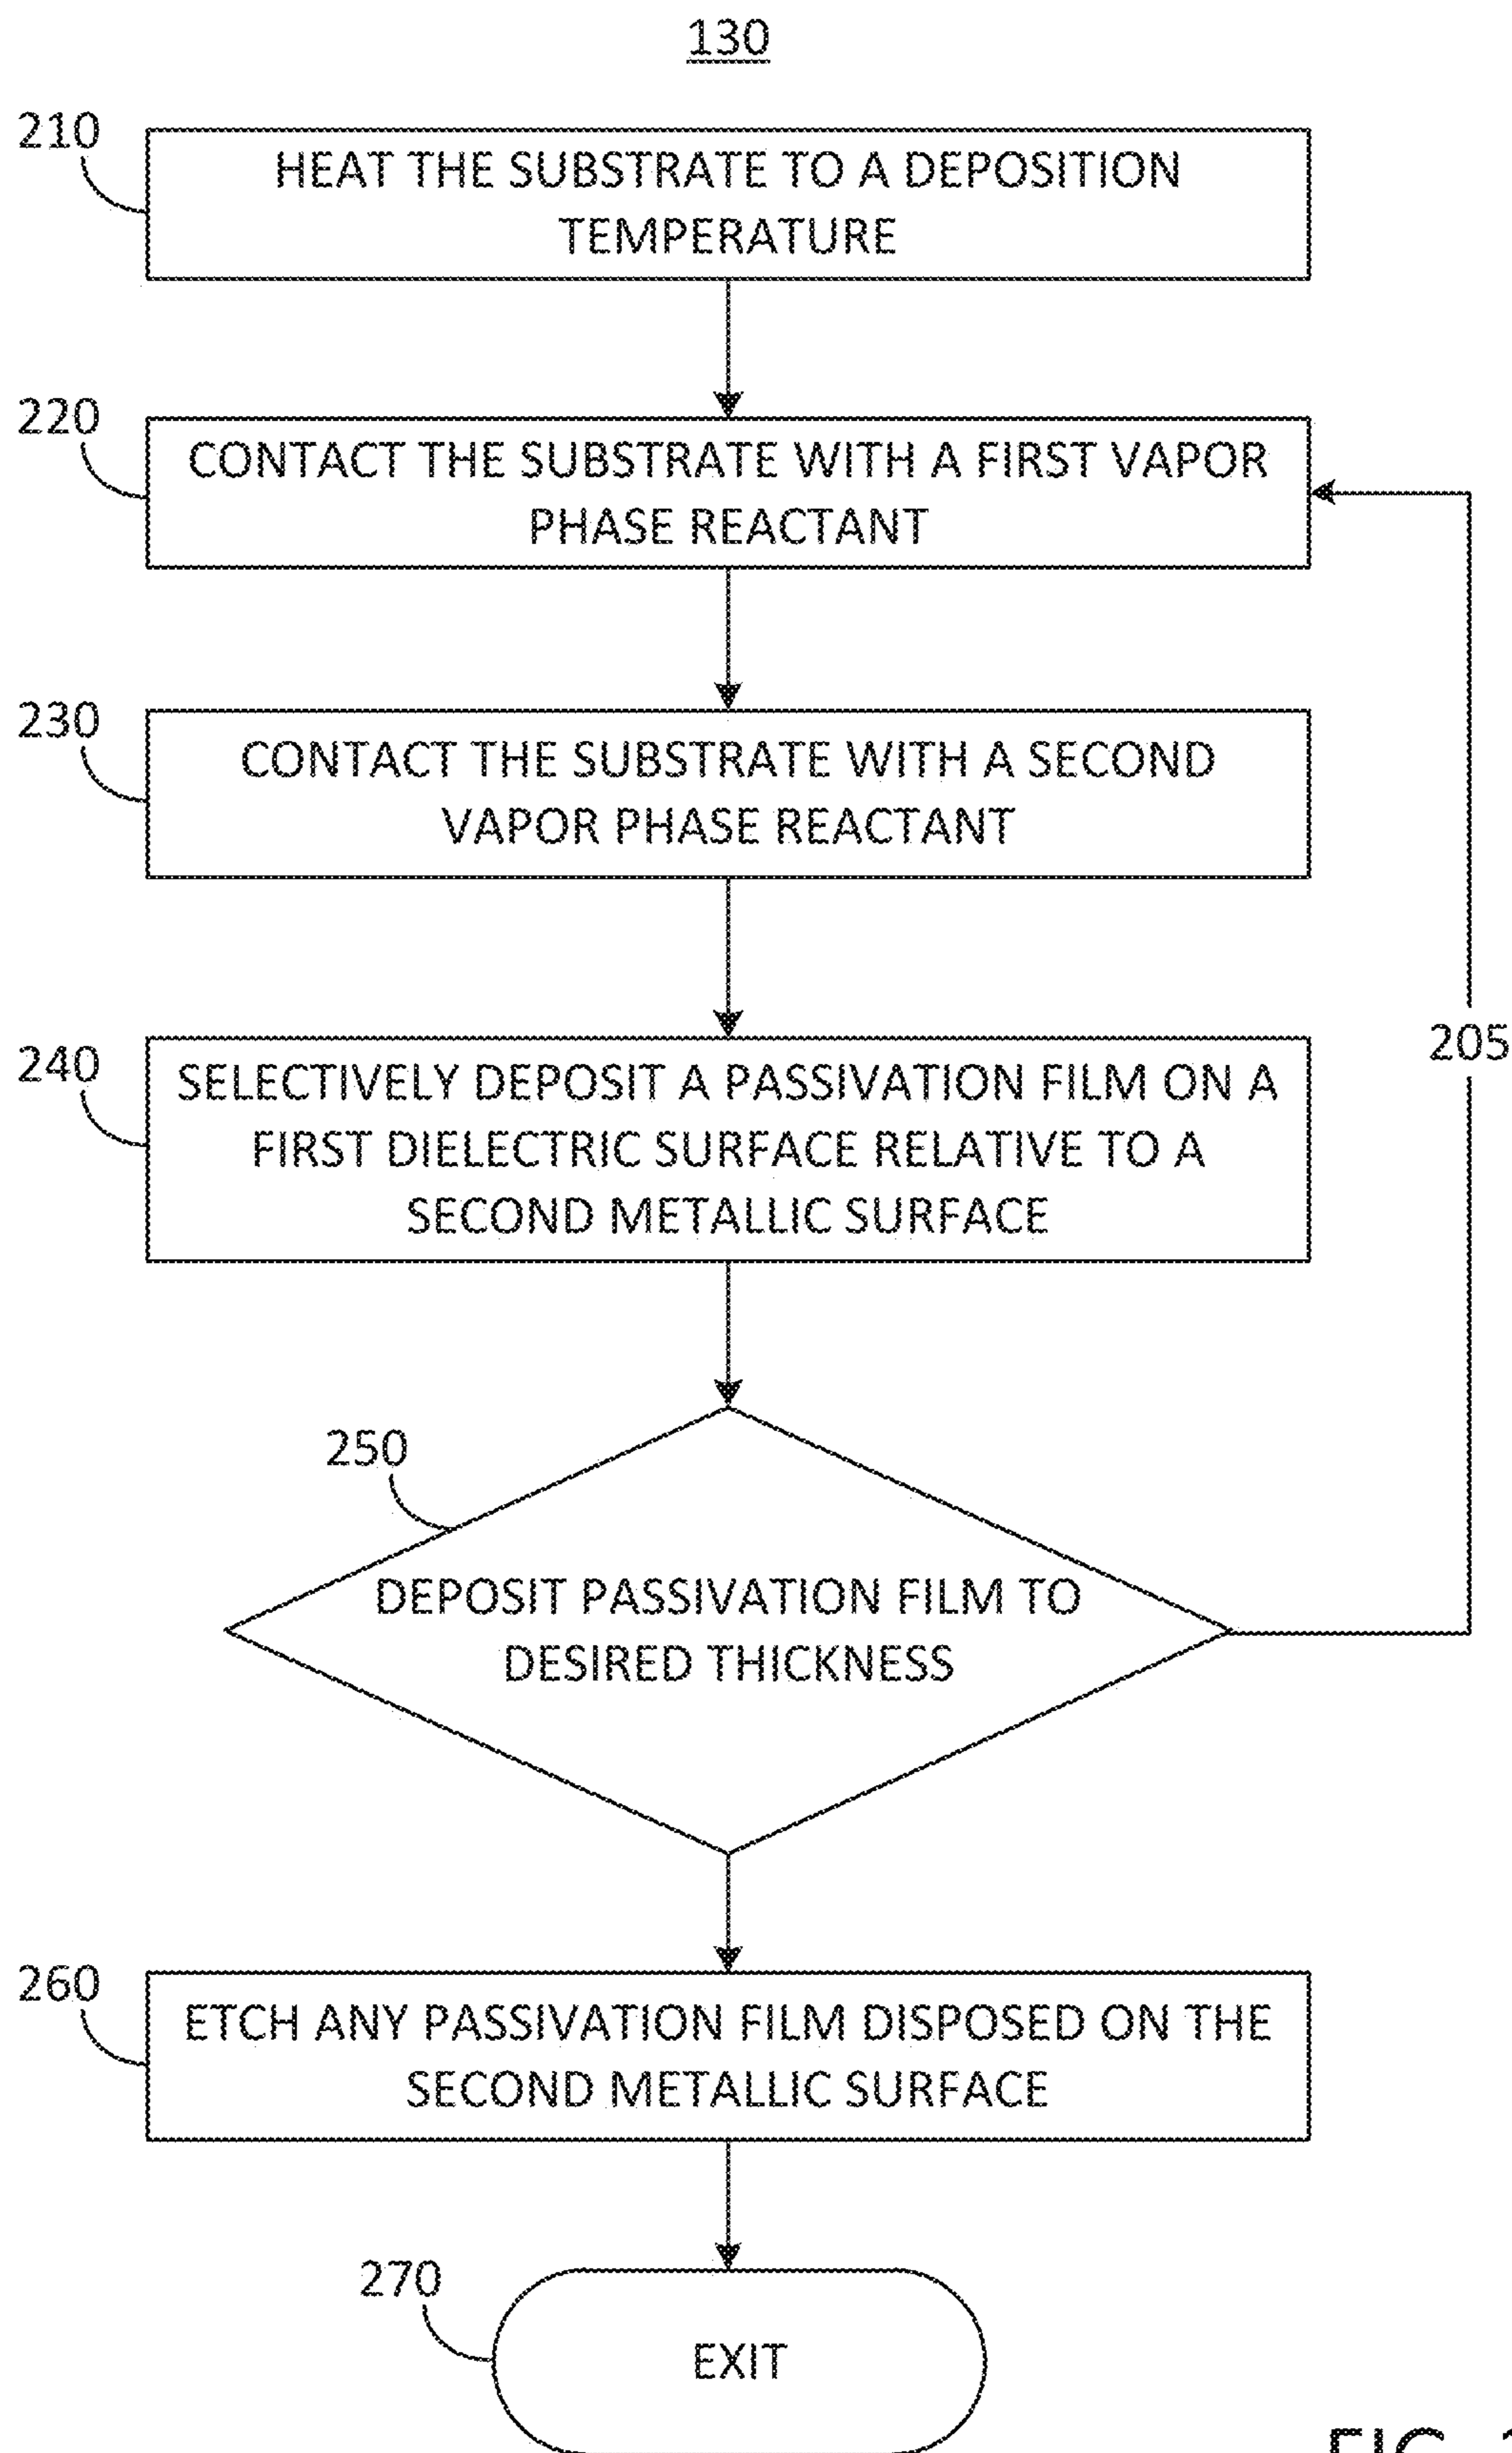 130
210
HEAT THE SUBSTRATE TO A DEPOSITION
TEMPERATURE
220
CONTACT THE SUBSTRATE WITH A FIRST VAPOR
PHASE REACTANT
230
CONTACT THE SUBSTRATE WITH A SECOND
VAPOR PHASE REACTANT
205
240
SELECTIVELY DEPOSIT A PASSIVATION FILM ON A
FIRST DIELECTRIC SURFACE RELATIVE TO A
SECOND METALLIC SURFACE
250
DEPOSIT PASSIVATION FILM TO
DESIRED THICKNESS
260
ETCH ANY PASSIVATION FILM DISPOSED ON THE
SECOND METALLIC SURFACE
270
EXIT
FIG.